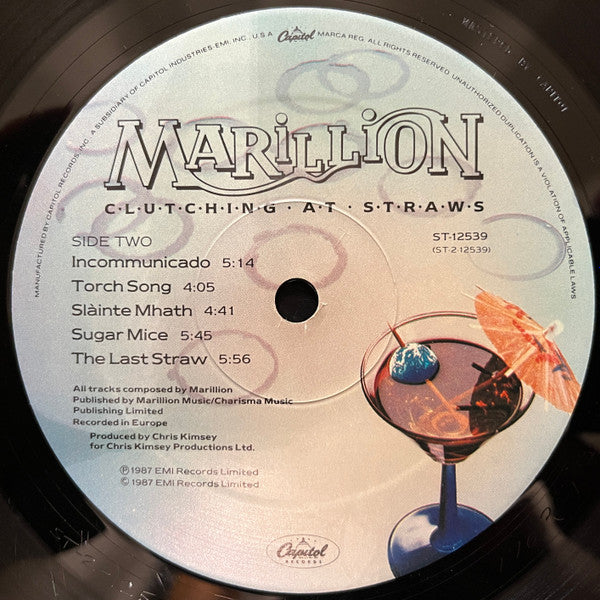 MANUFACTURED BY CAPITOL RECORDS, INC. A SUBSIDIARY OF CAPITOL INDUSTRIES-EMI, INC., U.S.A. Capitol MARCA REG. ALL RIGHTS RESERVED. UNAUTHORIZED DUPLICATION IS A VIOLATION OF APPLICABLE LAWS.
MARiLLiON
C·L·U·T·C·H·I·N·G · A·T · S·T·R·A·W·S
SIDE TWO
ST-12539
(ST-2-12539)
Incommunicado 5:14
Torch Song 4:05
Slàinte Mhath 4:41
Sugar Mice 5:45
The Last Straw 5:56
All tracks composed by Marillion
Published by Marillion Music/Charisma Music
Publishing Limited
Recorded in Europe
Produced by Chris Kimsey
for Chris Kimsey Productions Ltd.
℗ 1987 EMI Records Limited
© 1987 EMI Records Limited
Capitol
RECORDS
MASTERED BY CAPITOL